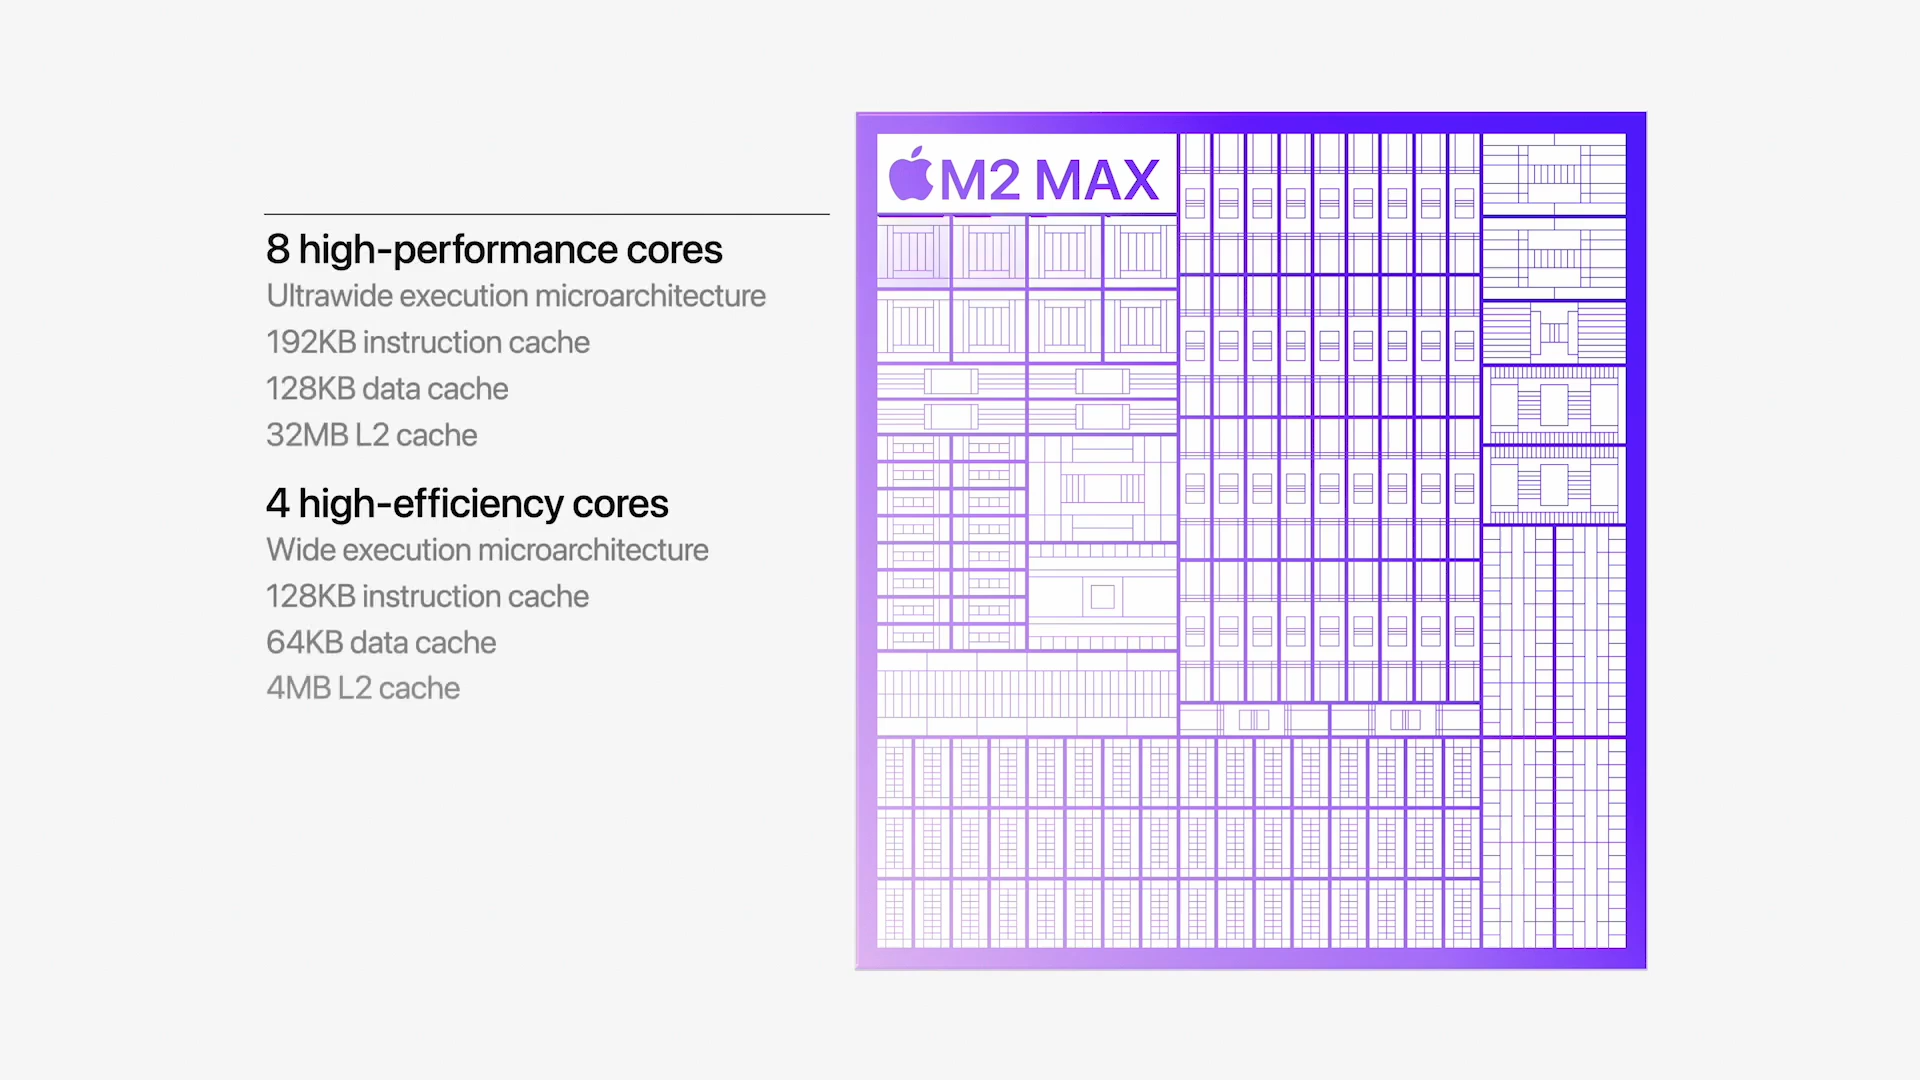 8 high-performance cores
Ultrawide execution microarchitecture
192KB instruction cache
128KB data cache
32MB L2 cache
4 high-efficiency cores
Wide execution microarchitecture
128KB instruction cache
64KB data cache
4MB L2 cache
M2 MAX